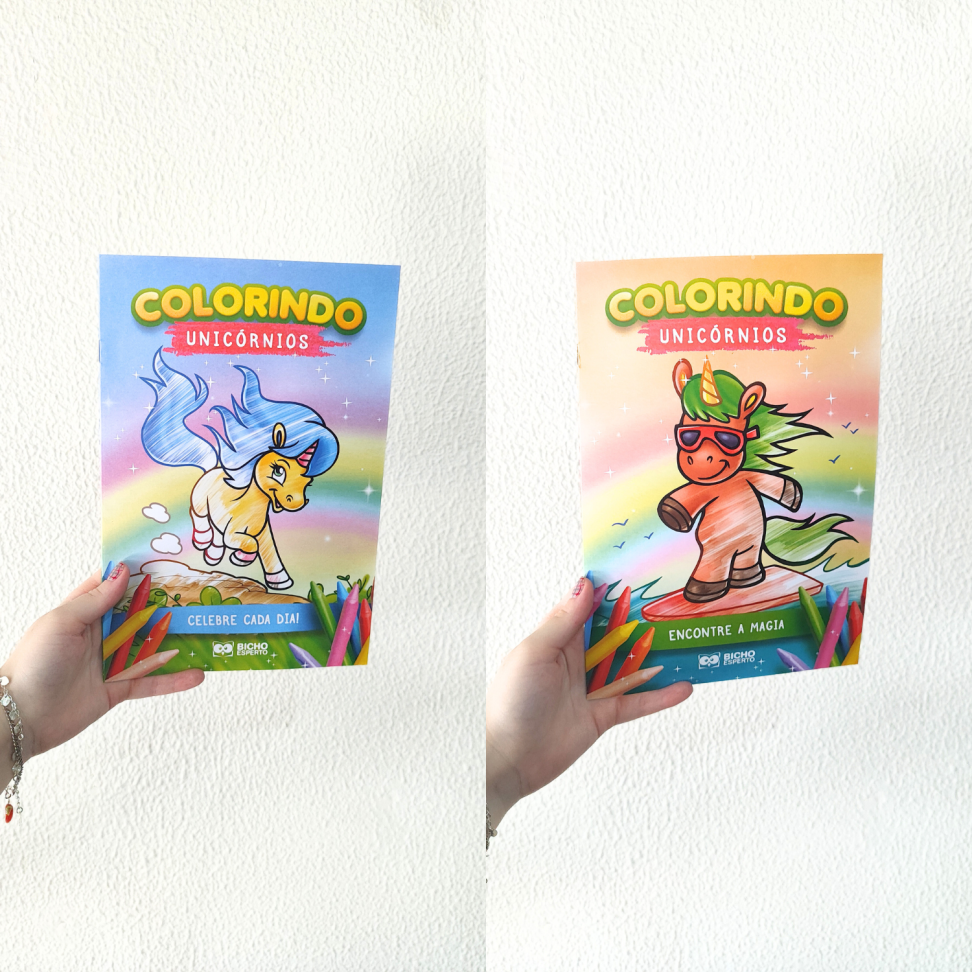 COLORINDO
UNICÓRNIOS
CELEBRE CADA DIA!
BICHO
ESPERTO
COLORINDO
UNICÓRNIOS
ENCONTRE A MAGIA
BICHO
ESPERTO